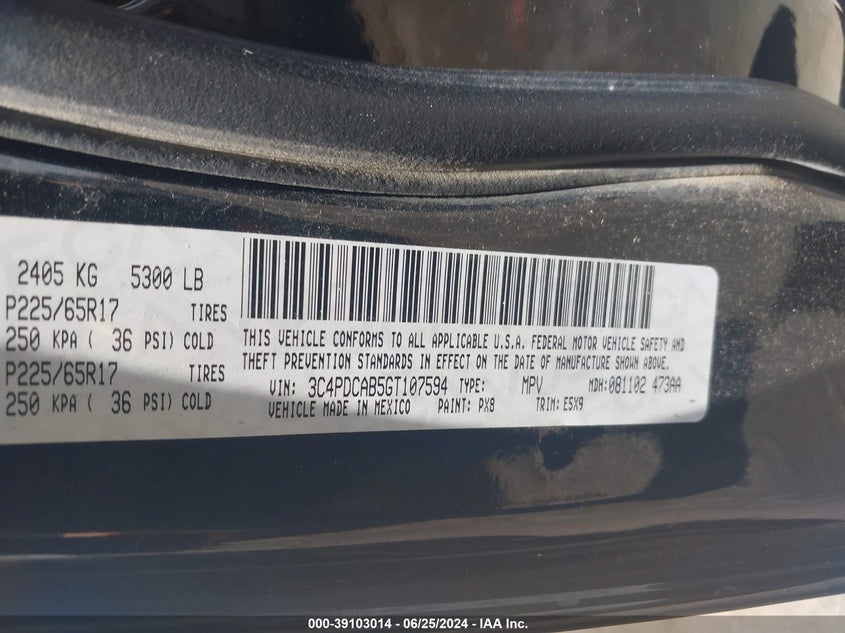 2405 KG 5300 LB
P225/65R17 TIRES
250 KPA ( 36 PSI) COLD
P225/65R17 TIRES
250 KPA ( 36 PSI) COLD
THIS VEHICLE CONFORMS TO ALL APPLICABLE U.S.A. FEDERAL MOTOR VEHICLE SAFETY AND
THEFT PREVENTION STANDARDS IN EFFECT ON THE DATE OF MANUFACTURE SHOWN ABOVE.
VIN: 3C4PDCAB5GT107594 TYPE: MPV MDH:081102 473AA
VEHICLE MADE IN MEXICO PAINT: PX8 TRIM: E5X9
000-39103014 - 06/25/2024 - IAA Inc.